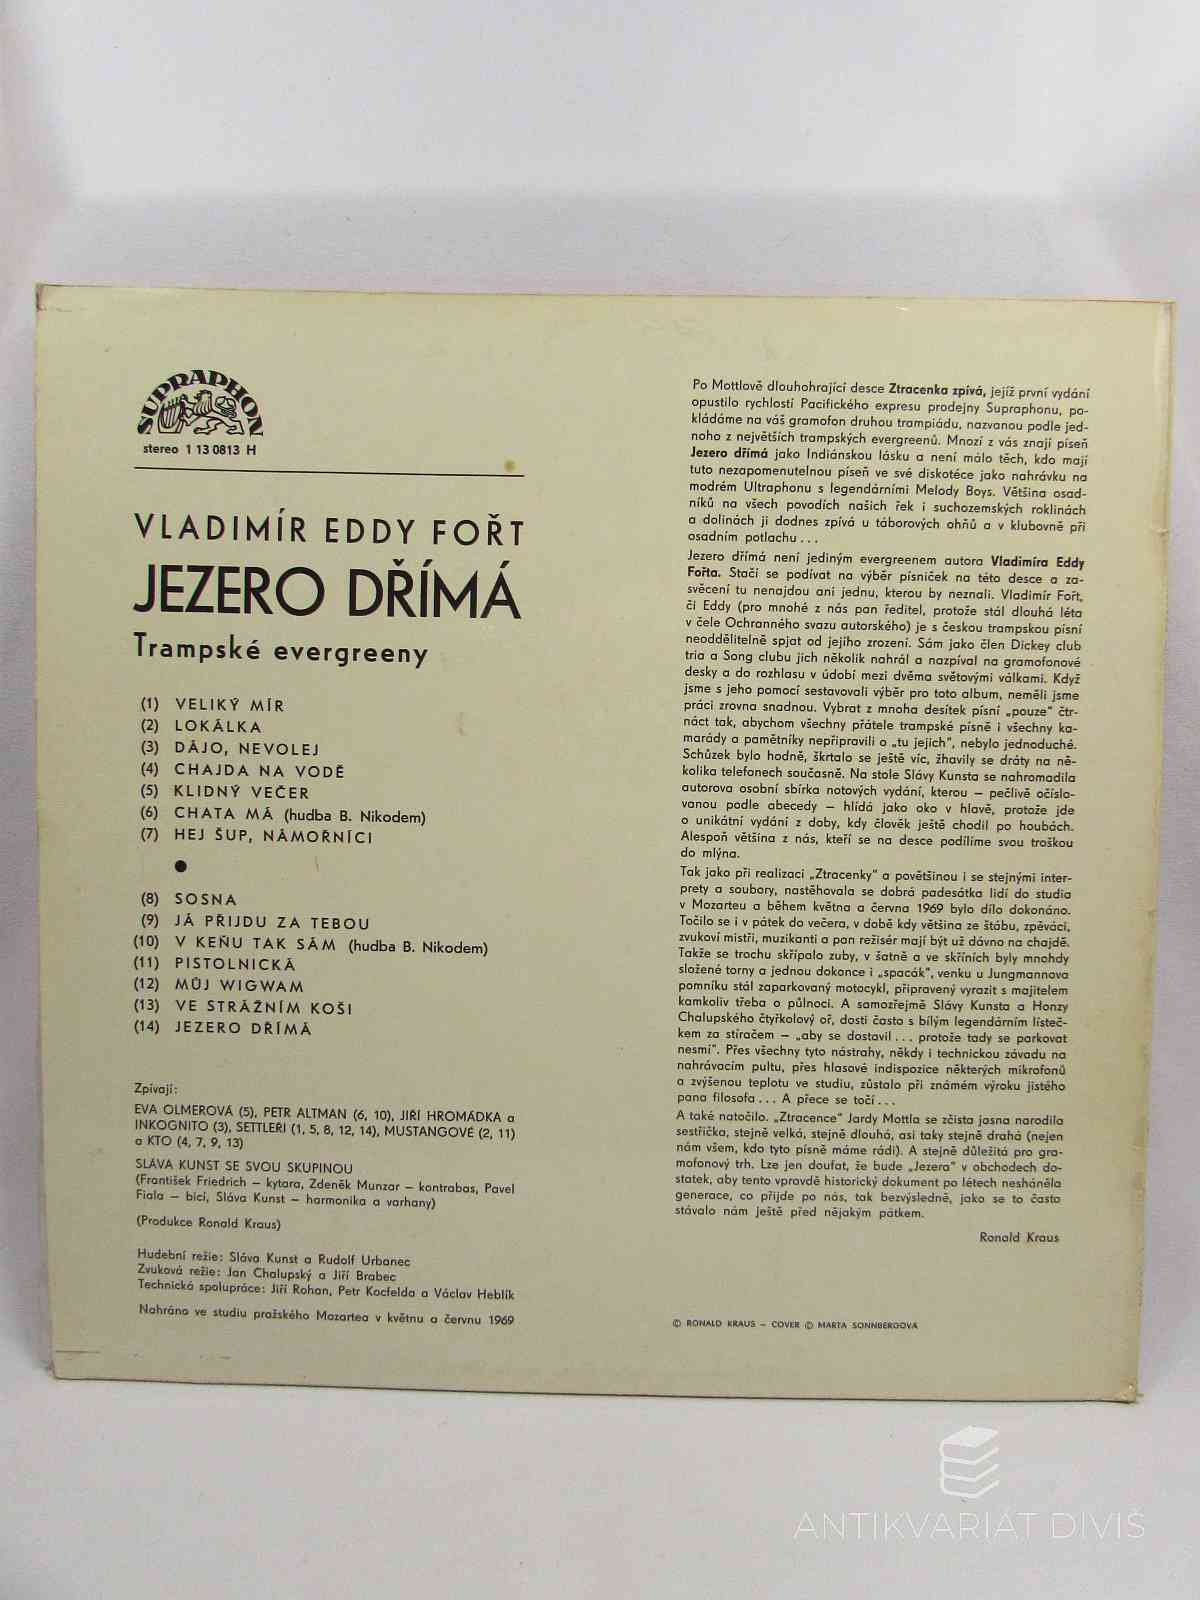 SUPRAPHON
stereo 1 13 0813 H
VLADIMÍR EDDY FOŘT
JEZERO DŘÍMÁ
Trampské evergreeny
(1) VELIKÝ MÍR
(2) LOKÁLKA
(3) DÁJO, NEVOLEJ
(4) CHAJDA NA VODĚ
(5) KLIDNÝ VEČER
(6) CHATA MÁ (hudba B. Nikodem)
(7) HEJ ŠUP, NÁMOŘNÍCI
(8) SOSNA
(9) JÁ PŘIJDU ZA TEBOU
(10) V KEŇU TAK SÁM (hudba B. Nikodem)
(11) PISTOLNICKÁ
(12) MŮJ WIGWAM
(13) VE STRÁŽNÍM KOŠI
(14) JEZERO DŘÍMÁ
Zpívají:
EVA OLMEROVÁ (5), PETR ALTMAN (6, 10), JIŘÍ HROMÁDKA a
INKOGNITO (3), SETTLEŘI (1, 5, 8, 12, 14), MUSTANGOVÉ (2, 11)
a KTO (4, 7, 9, 13)
SLÁVA KUNST SE SVOU SKUPINOU
(František Friedrich – kytara, Zdeněk Munzar – kontrabas, Pavel
Fiala – bicí, Sláva Kunst – harmonika a varhany)
(Produkce Ronald Kraus)
Hudební režie: Sláva Kunst a Rudolf Urbanec
Zvuková režie: Jan Chalupský a Jiří Brabec
Technická spolupráce: Jiří Rohan, Petr Kocfelda a Václav Heblík
Nahráno ve studiu pražského Mozartea v květnu a červnu 1969
Po Mottlově dlouhohrající desce Ztracenka zpívá, jejíž první vydání
opustilo rychlostí Pacifického expresu prodejny Supraphonu, po-
kládáme na váš gramofon druhou trampiádu, nazvanou podle jed-
noho z největších trampských evergreenů. Mnozí z vás znají píseň
Jezero dřímá jako Indiánskou lásku a není málo těch, kdo mají
tuto nezapomenutelnou píseň ve své diskotéce jako nahrávku na
modrém Ultraphonu s legendárními Melody Boys. Většina osad-
níků na všech povodích našich řek i suchozemských roklinách
a dolinách ji dodnes zpívá u táborových ohňů a v klubovně při
osadním potlachu . . .
Jezero dřímá není jediným evergreenem autora Vladimíra Eddy
Fořta. Stačí se podívat na výběr písniček na této desce a za-
svěcení tu nenajdou ani jednu, kterou by neznali. Vladimír Fořt,
či Eddy (pro mnohé z nás pan ředitel, protože stál dlouhá léta
v čele Ochranného svazu autorského) je s českou trampskou písní
neoddělitelně spjat od jejího zrození. Sám jako člen Dickey club
tria a Song clubu jich několik nahrál a nazpíval na gramofonové
desky a do rozhlasu v údobí mezi dvěma světovými válkami. Když
jsme s jeho pomocí sestavovali výběr pro toto album, neměli jsme
práci zrovna snadnou. Vybrat z mnoha desítek písní „pouze" čtr-
náct tak, abychom všechny přátele trampské písně i všechny ka-
marády a pamětníky nepřipravili o „tu jejich", nebylo jednoduché.
Schůzek bylo hodně, škrtalo se ještě víc, žhavily se dráty na ně-
kolika telefonech současně. Na stole Slávy Kunsta se nahromadila
autorova osobní sbírka notových vydání, kterou – pečlivě očíslo-
vanou podle abecedy – hlídá jako oko v hlavě, protože jde
o unikátní vydání z doby, kdy člověk ještě chodil po houbách.
Alespoň většina z nás, kteří se na desce podílíme svou troškou
do mlýna.
Tak jako při realizaci „Ztracenky" a povětšinou i se stejnými inter-
prety a soubory, nastěhovala se dobrá padesátka lidí do studia
v Mozarteu a během května a června 1969 bylo dílo dokonáno.
Točilo se i v pátek do večera, v době kdy většina ze štábu, zpěváci,
zvukoví mistři, muzikanti a pan režisér mají být už dávno na chajdě.
Takže se trochu skřípalo zuby, v šatně a ve skříních byly mnohdy
složené torny a jednou dokonce i „spacák", venku u Jungmannova
pomníku stál zaparkovaný motocykl, připravený vyrazit s majitelem
kamkoliv třeba o půlnoci. A samozřejmě Slávy Kunsta a Honzy
Chalupského čtyřkolový oř, dosti často s bílým legendárním lísteč-
kem za stíračem – „aby se dostavil . . . protože tady se parkovat
nesmí". Přes všechny tyto nástrahy, někdy i technickou závadu na
nahrávacím pultu, přes hlasové indispozice některých mikrofonů
a zvýšenou teplotu ve studiu, zůstalo při známém výroku jistého
pana filosofa . . . A přece se točí . . .
A také natočilo. „Ztracence" Jardy Mottla se zčista jasna narodila
sestřička, stejně velká, stejně dlouhá, asi taky stejně drahá (nejen
nám všem, kdo tyto písně máme rádi). A stejně důležitá pro gra-
mofonový trh. Lze jen doufat, že bude „Jezera" v obchodech do-
statek, aby tento vpravdě historický dokument po létech nesháněla
generace, co přijde po nás, tak bezvýsledně, jako se to často
stávalo nám ještě před nějakým pátkem.
Ronald Kraus
© RONALD KRAUS – COVER © MARTA SONNBERGOVÁ
ANTIKVARIÁT DIVIŠ